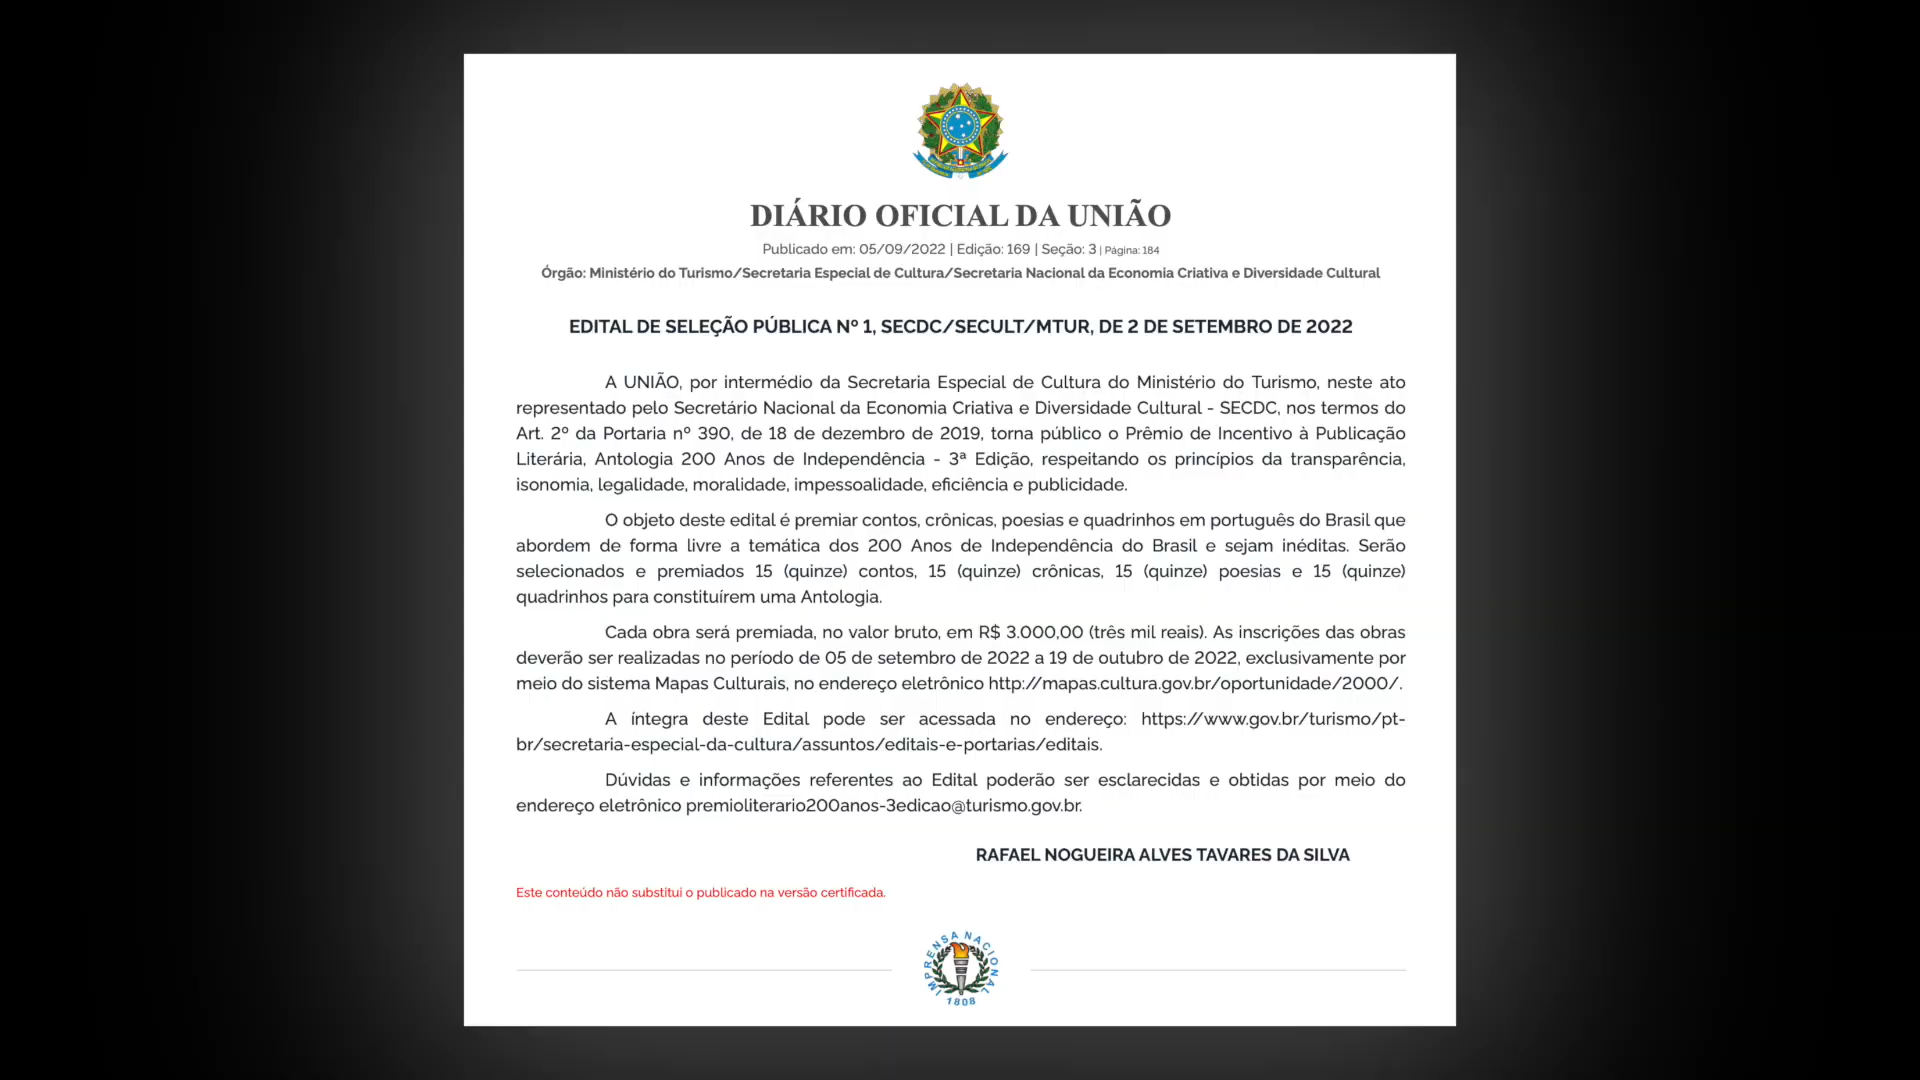 DIÁRIO OFICIAL DA UNIÃO
Publicado em: 05/09/2022 | Edição: 169 | Seção: 3 | Página: 184
Órgão: Ministério do Turismo/Secretaria Especial de Cultura/Secretaria Nacional da Economia Criativa e Diversidade Cultural
EDITAL DE SELEÇÃO PÚBLICA Nº 1, SECDC/SECULT/MTUR, DE 2 DE SETEMBRO DE 2022
A UNIÃO, por intermédio da Secretaria Especial de Cultura do Ministério do Turismo, neste ato
representado pelo Secretário Nacional da Economia Criativa e Diversidade Cultural - SECDC, nos termos do
Art. 2º da Portaria nº 390, de 18 de dezembro de 2019, torna público o Prêmio de Incentivo à Publicação
Literária, Antologia 200 Anos de Independência - 3ª Edição, respeitando os princípios da transparência,
isonomia, legalidade, moralidade, impessoalidade, eficiência e publicidade.
O objeto deste edital é premiar contos, crônicas, poesias e quadrinhos em português do Brasil que
abordem de forma livre a temática dos 200 Anos de Independência do Brasil e sejam inéditas. Serão
selecionados e premiados 15 (quinze) contos, 15 (quinze) crônicas, 15 (quinze) poesias e 15 (quinze)
quadrinhos para constituírem uma Antologia.
Cada obra será premiada, no valor bruto, em R$ 3.000,00 (três mil reais). As inscrições das obras
deverão ser realizadas no período de 05 de setembro de 2022 a 19 de outubro de 2022, exclusivamente por
meio do sistema Mapas Culturais, no endereço eletrônico http://mapas.cultura.gov.br/oportunidade/2000/.
A íntegra deste Edital pode ser acessada no endereço: https://www.gov.br/turismo/pt-
br/secretaria-especial-da-cultura/assuntos/editais-e-portarias/editais.
Dúvidas e informações referentes ao Edital poderão ser esclarecidas e obtidas por meio do
endereço eletrônico premioliterario200anos-3edicao@turismo.gov.br.
RAFAEL NOGUEIRA ALVES TAVARES DA SILVA
Este conteúdo não substitui o publicado na versão certificada.
IMPRENSA NACIONAL
1808